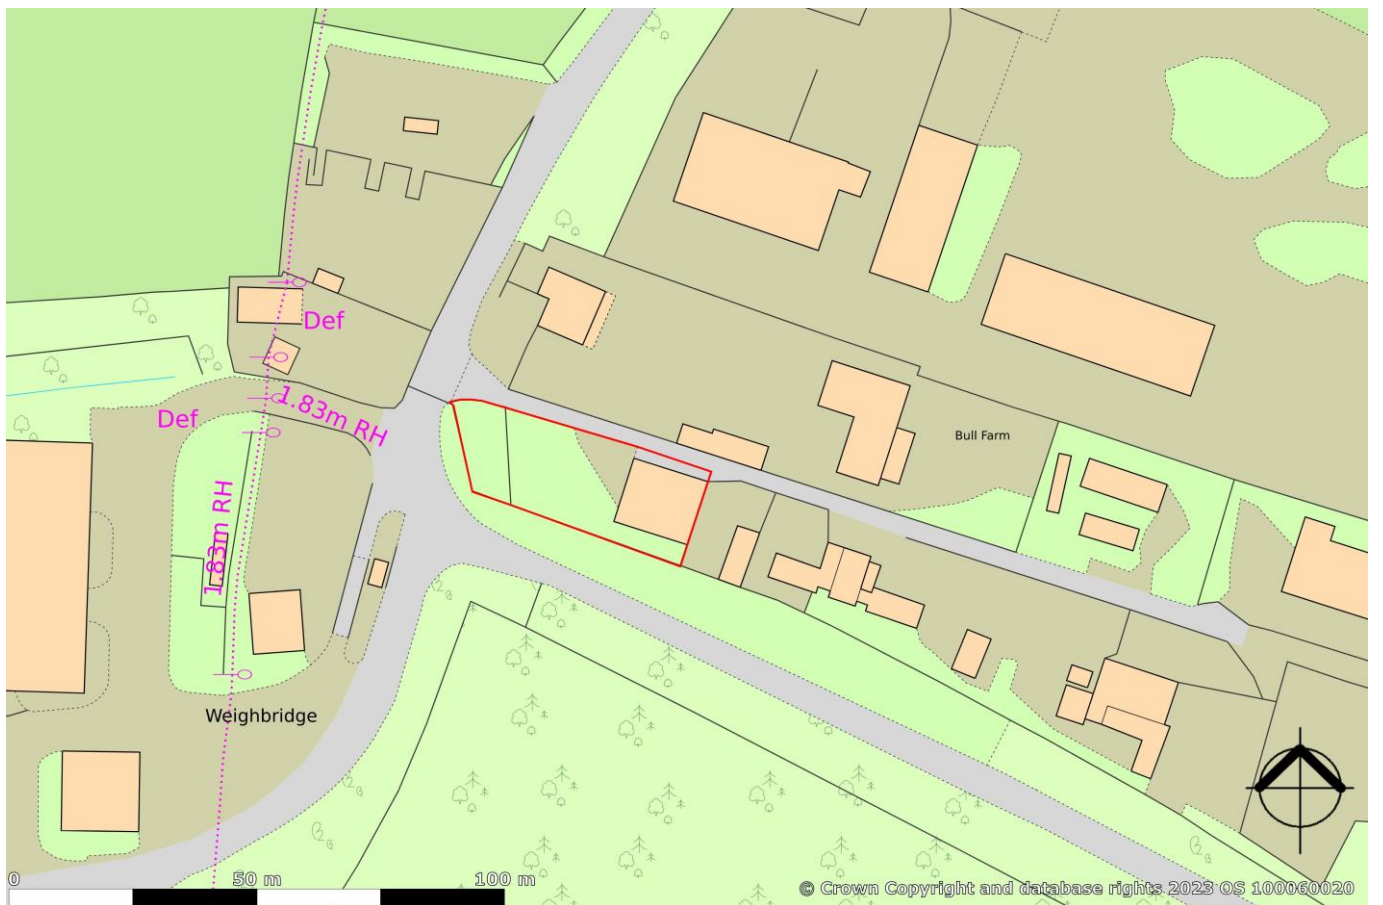 Def
1.83m RH
Def
Bull Farm
1.83m RH
Weighbridge
0
50 m
100 m
© Crown Copyright and database rights 2023 OS 100060020